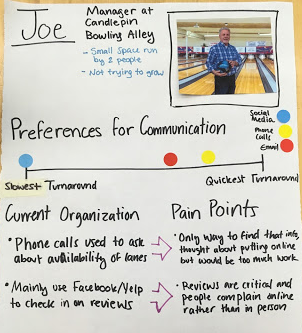 Joe
Manager at
Candlepin
Bowling Alley
- Small space run
by 2 people
- Not trying to grow
Social
Media
Phone
Calls
Email
Preferences for Communication
Slowest Turnaround
Quickest Turnaround
Current Organization
• Phone calls used to ask
about availability of lanes
• Mainly use Facebook/Yelp
to check in on reviews
Pain Points
• Only way to find that info,
thought about putting online
but would be too much work
• Reviews are critical and
people complain online
rather than in person